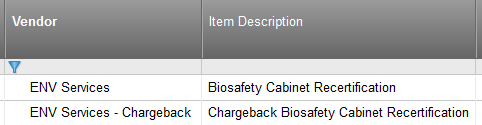 Vendor Item Description
ENV Services Biosafety Cabinet Recertification
ENV Services - Chargeback Chargeback Biosafety Cabinet Recertification